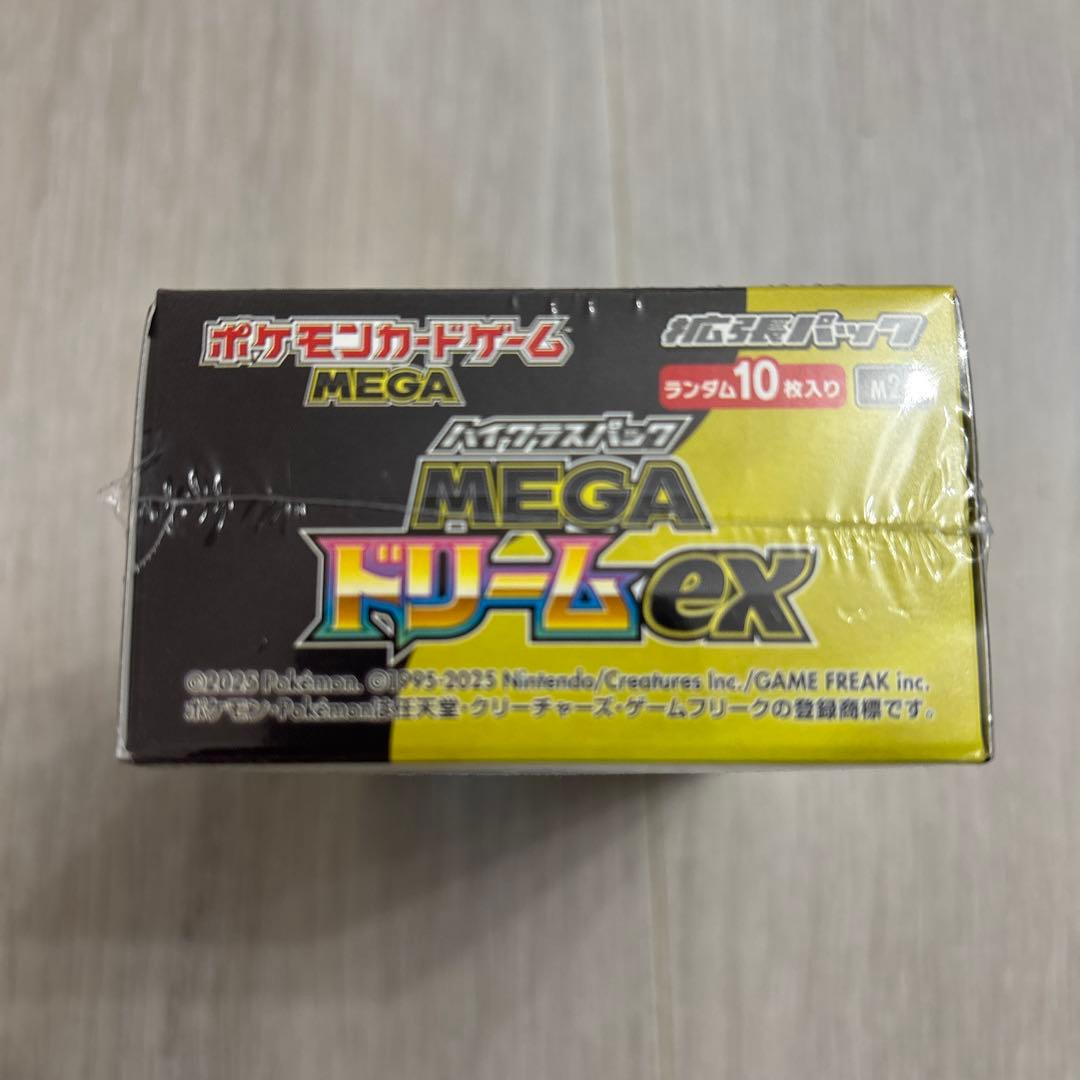 ポケモンカードゲーム
MEGA
拡張パック
ランダム10枚入り
ハイクラスパック
MEGA
ドリームex
©2025 Pokémon. ©1995-2025 Nintendo/Creatures Inc./GAME FREAK inc.
ポケモン・Pokémonは任天堂・クリーチャーズ・ゲームフリークの登録商標です。